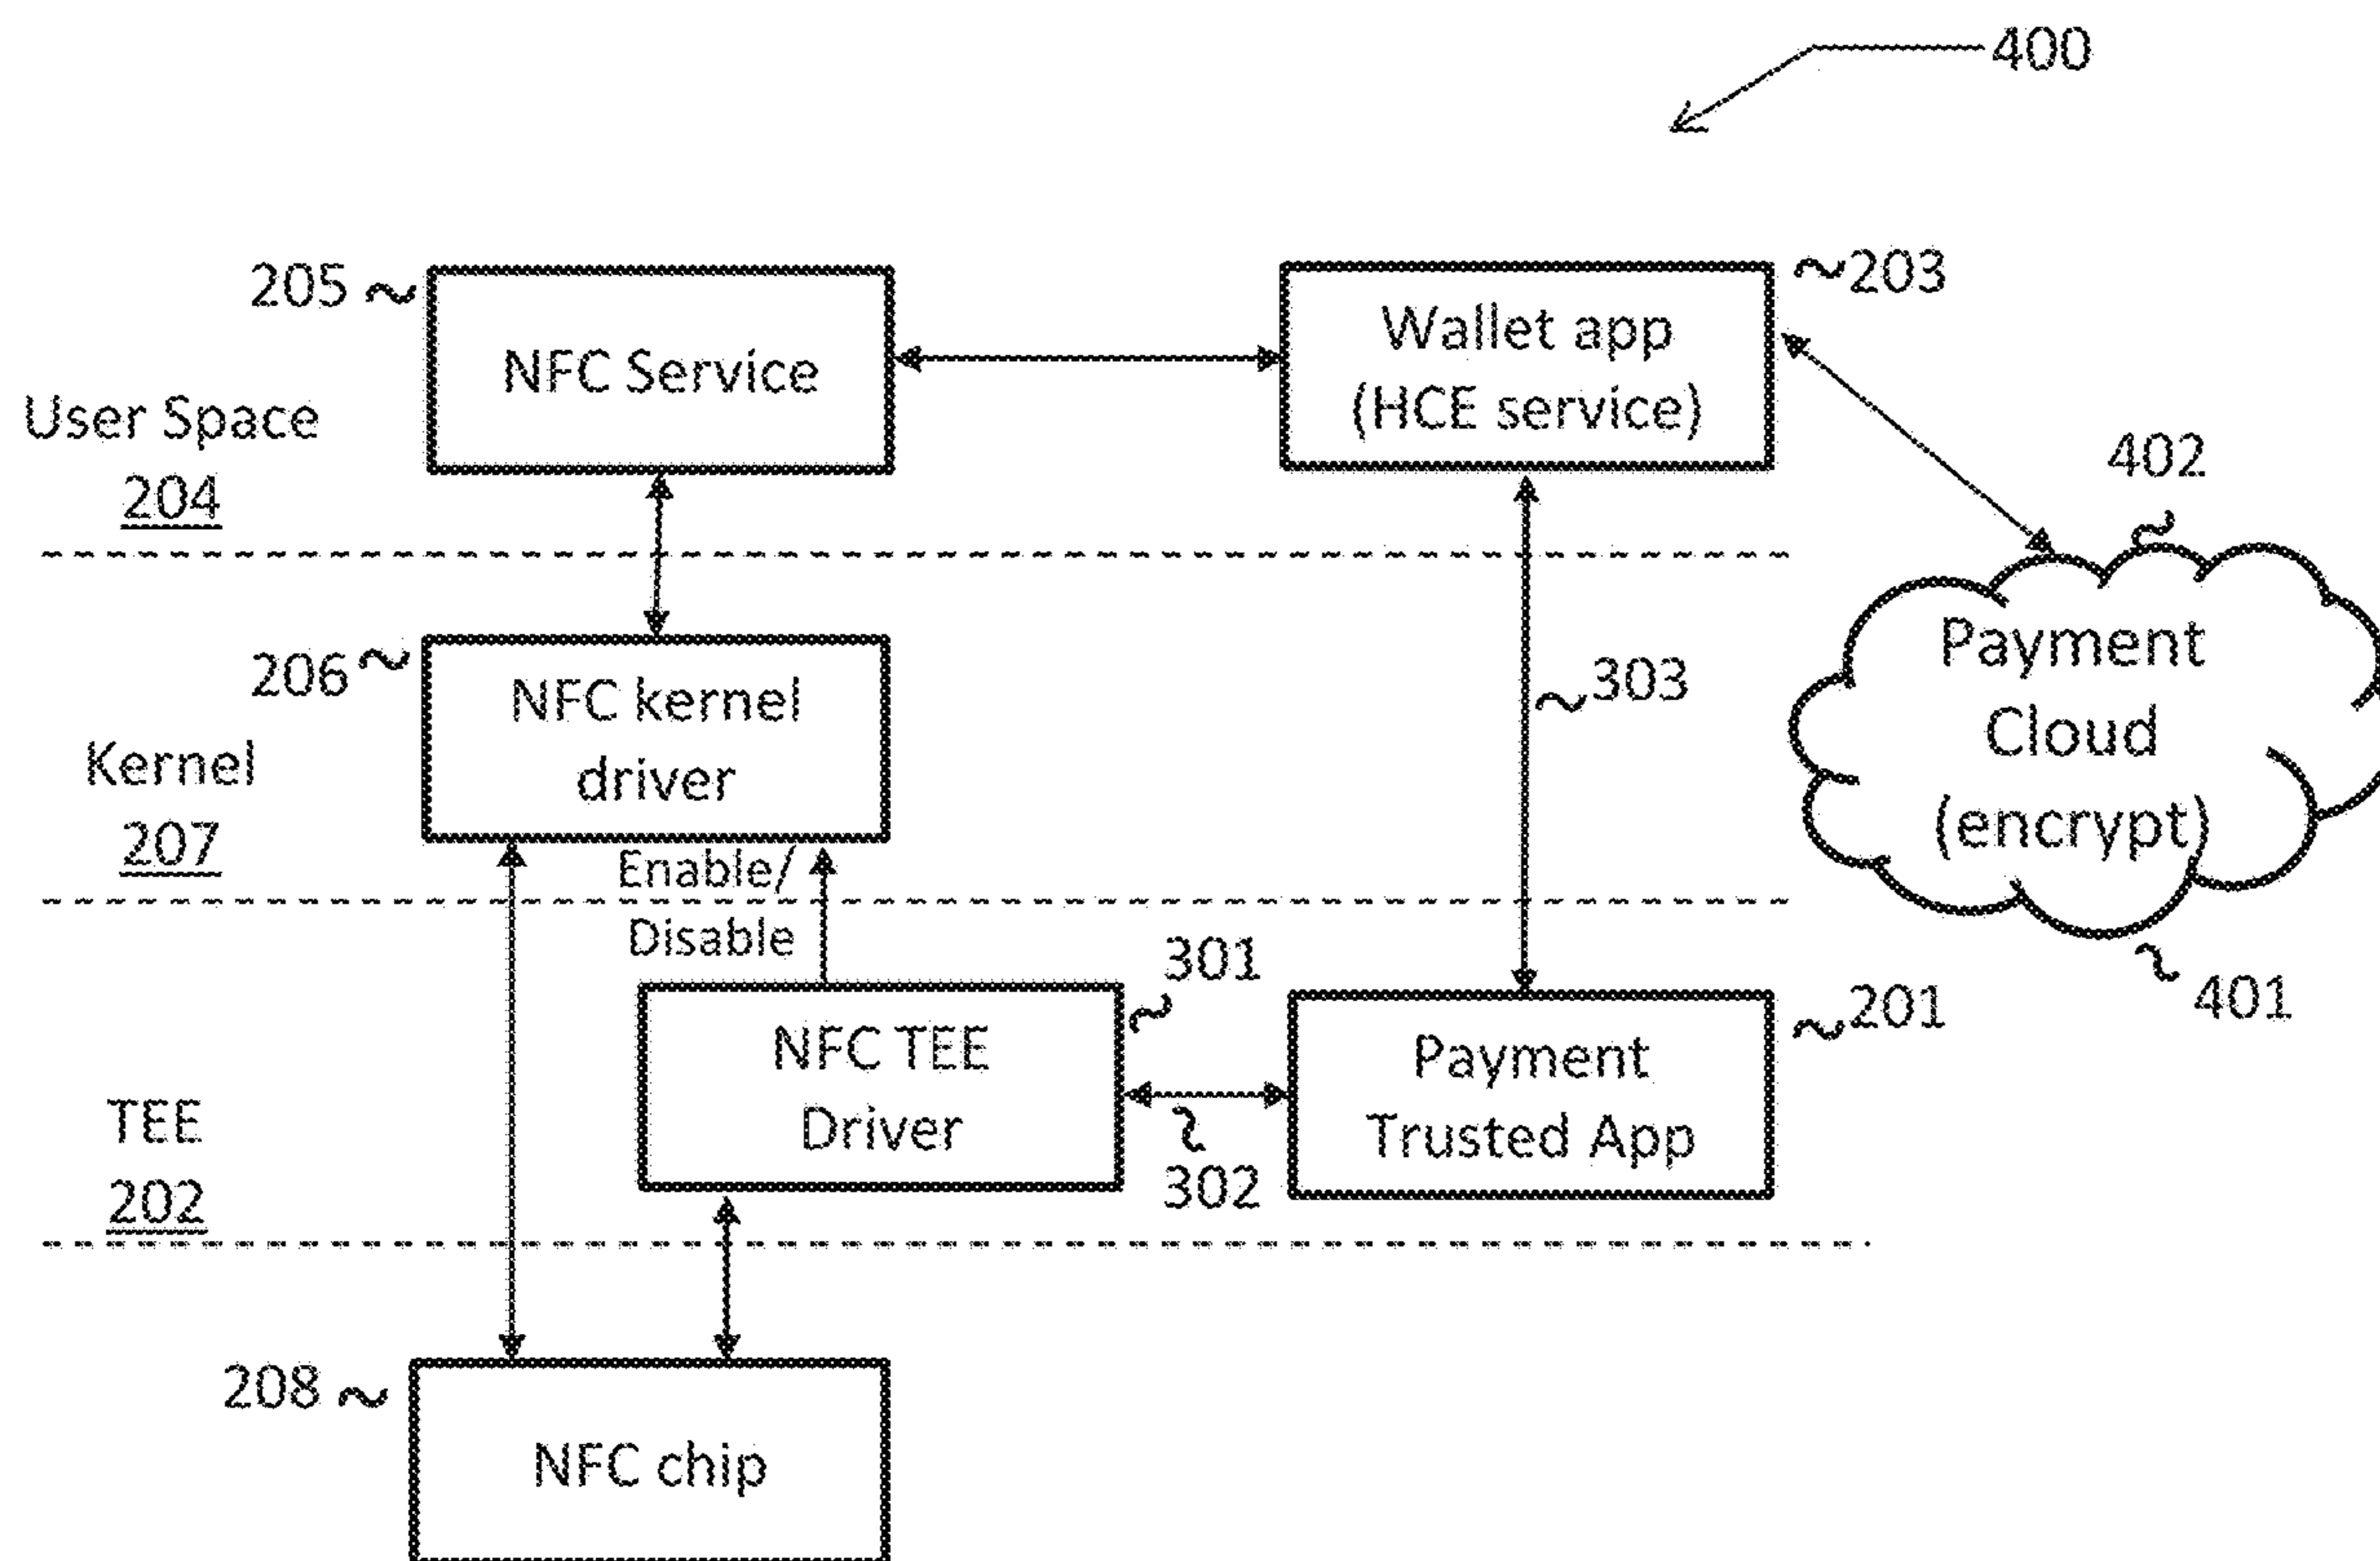 400
205
NFC Service
Wallet app
(HCE service)
203
User Space
204
402
206
NFC kernel
driver
303
Payment
Cloud
(encrypt)
Kernel
207
Enable/
Disable
301
401
NFC TEE
Driver
201
Payment
Trusted App
302
TEE
202
208
NFC chip